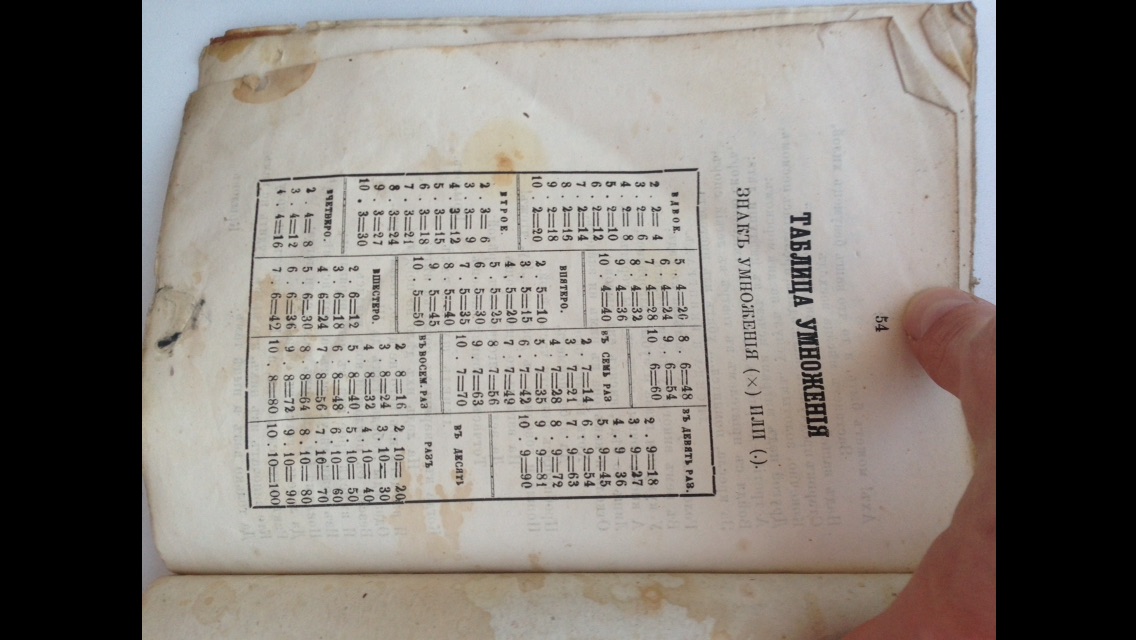 54
ТАБЛИЦА УМНОЖЕНІЯ
ЗНАКЪ УМНОЖЕНІЯ (×) ИЛИ (.).
ВДВОЕ.
2 . 2= 4
3 . 2= 6
4 . 2= 8
5 . 2=10
6 . 2=12
7 . 2=14
8 . 2=16
9 . 2=18
10 . 2=20
ВТРОЕ.
2 . 3= 6
3 . 3= 9
4 . 3=12
5 . 3=15
6 . 3=18
7 . 3=21
8 . 3=24
9 . 3=27
10 . 3=30
ВЧЕТВЕРО.
2 . 4= 8
3 . 4=12
4 . 4=16
5 . 4=20
6 . 4=24
7 . 4=28
8 . 4=32
9 . 4=36
10 . 4=40
ВПЯТЕРО.
2 . 5=10
3 . 5=15
4 . 5=20
5 . 5=25
6 . 5=30
7 . 5=35
8 . 5=40
9 . 5=45
10 . 5=50
ВШЕСТЕРО.
2 . 6=12
3 . 6=18
4 . 6=24
5 . 6=30
6 . 6=36
7 . 6=42
8 . 6=48
9 . 6=54
10 . 6=60
ВЪ СЕМЬ РАЗ
2 . 7=14
3 . 7=21
4 . 7=28
5 . 7=35
6 . 7=42
7 . 7=49
8 . 7=56
9 . 7=63
10 . 7=70
ВЪ ВОСЕМ. РАЗ
2 . 8=16
3 . 8=24
4 . 8=32
5 . 8=40
6 . 8=48
7 . 8=56
8 . 8=64
9 . 8=72
10 . 8=80
ВЪ ДЕВЯТЬ РАЗ.
2 . 9=18
3 . 9=27
4 . 9=36
5 . 9=45
6 . 9=54
7 . 9=63
8 . 9=72
9 . 9=81
10 . 9=90
ВЪ ДЕСЯТЬ
РАЗЪ
2 . 10= 20
3 . 10= 30
4 . 10= 40
5 . 10= 50
6 . 10= 60
7 . 10= 70
8 . 10= 80
9 . 10= 90
10 . 10=100